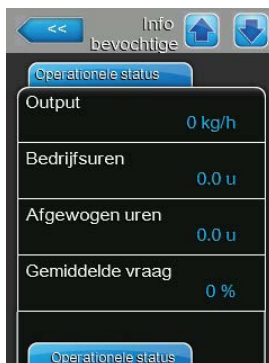 << Info
bevochtige
Operationele status
Output
0 kg/h
Bedrijfsuren
0.0 u
Afgewogen uren
0.0 u
Gemiddelde vraag
0 %
Operationele status